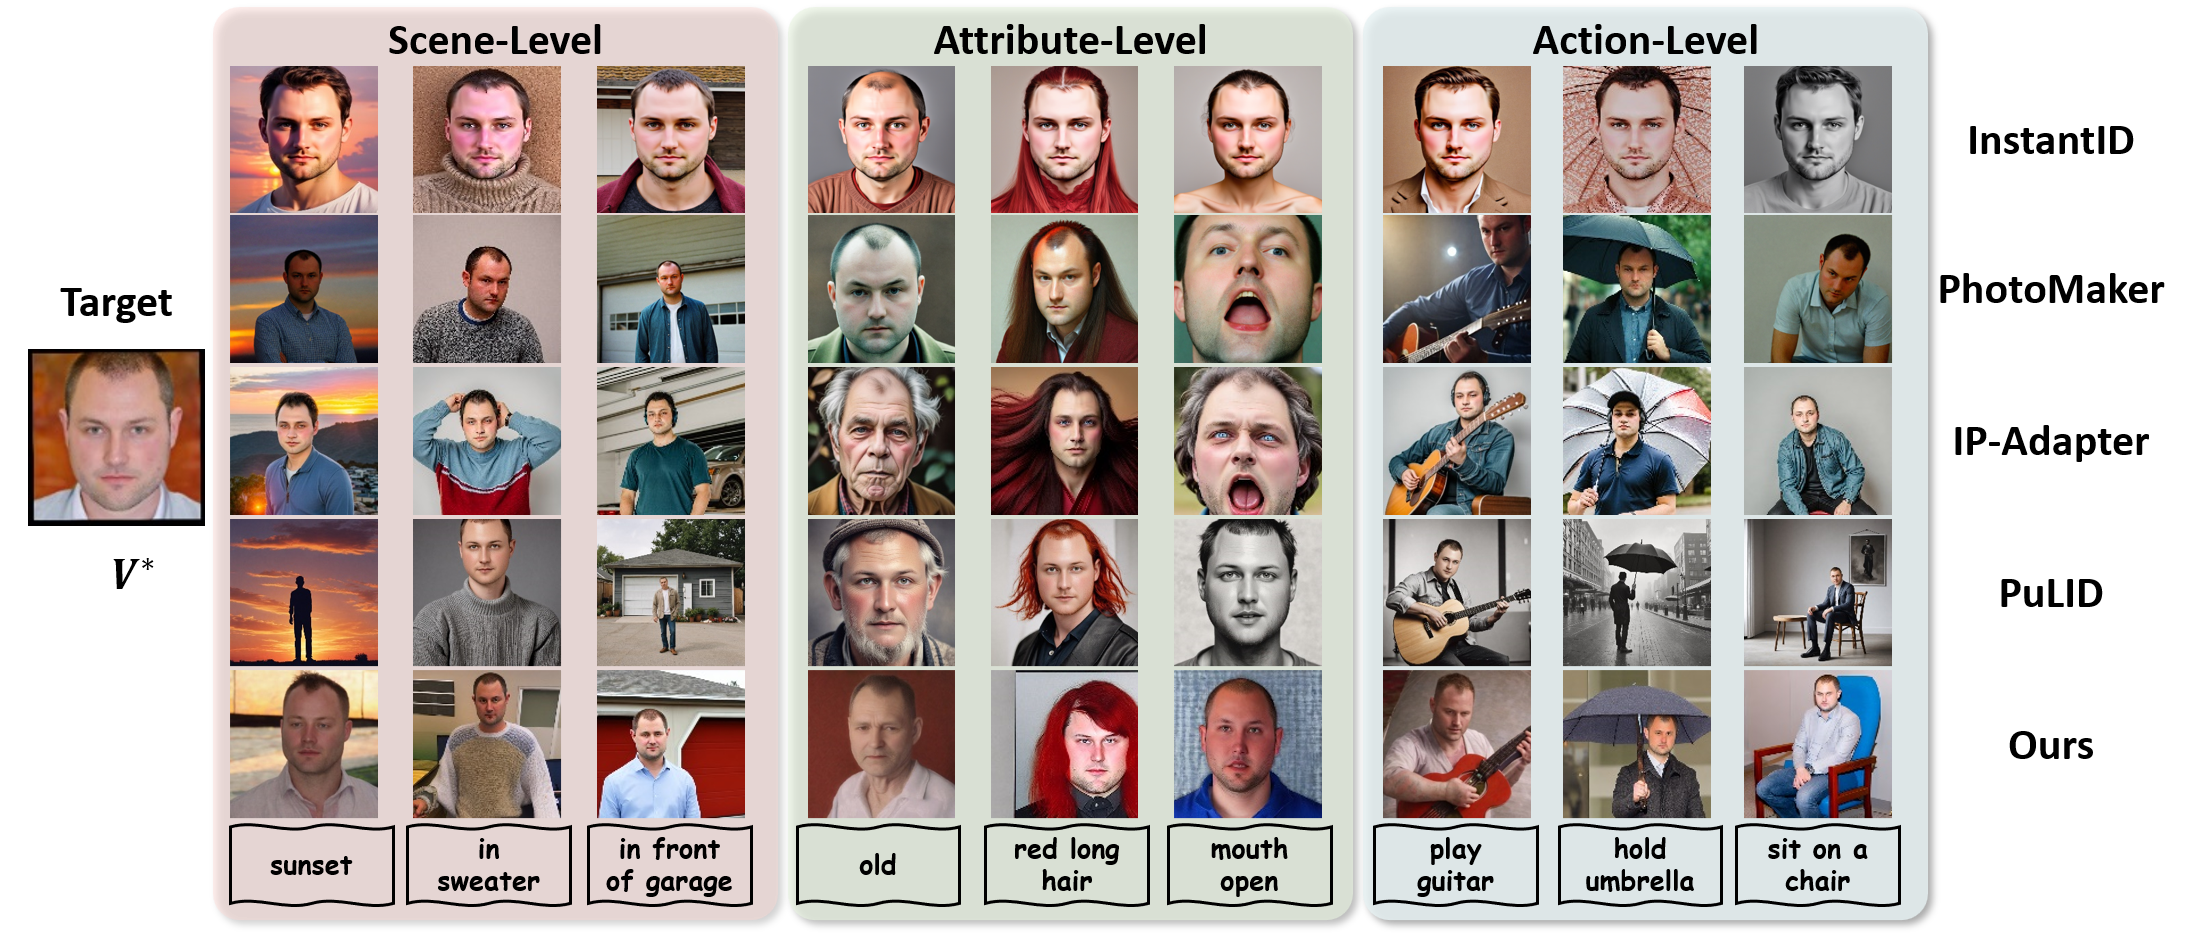 Scene-Level
Attribute-Level
Action-Level
InstantID
PhotoMaker
Target
IP-Adapter
V*
PuLID
Ours
sunset
in
sweater
in front
of garage
old
red long
hair
mouth
open
play
guitar
hold
umbrella
sit on a
chair